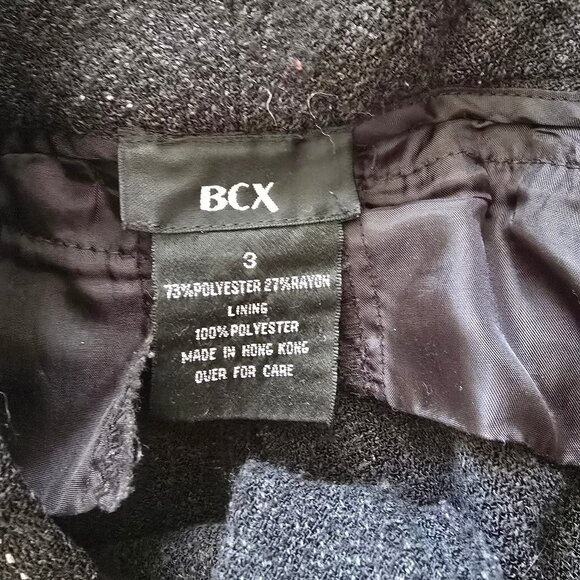 BCX
3
73%POLYESTER 27%RAYON
LINING
100%POLYESTER
MADE IN HONG KONG
OVER FOR CARE